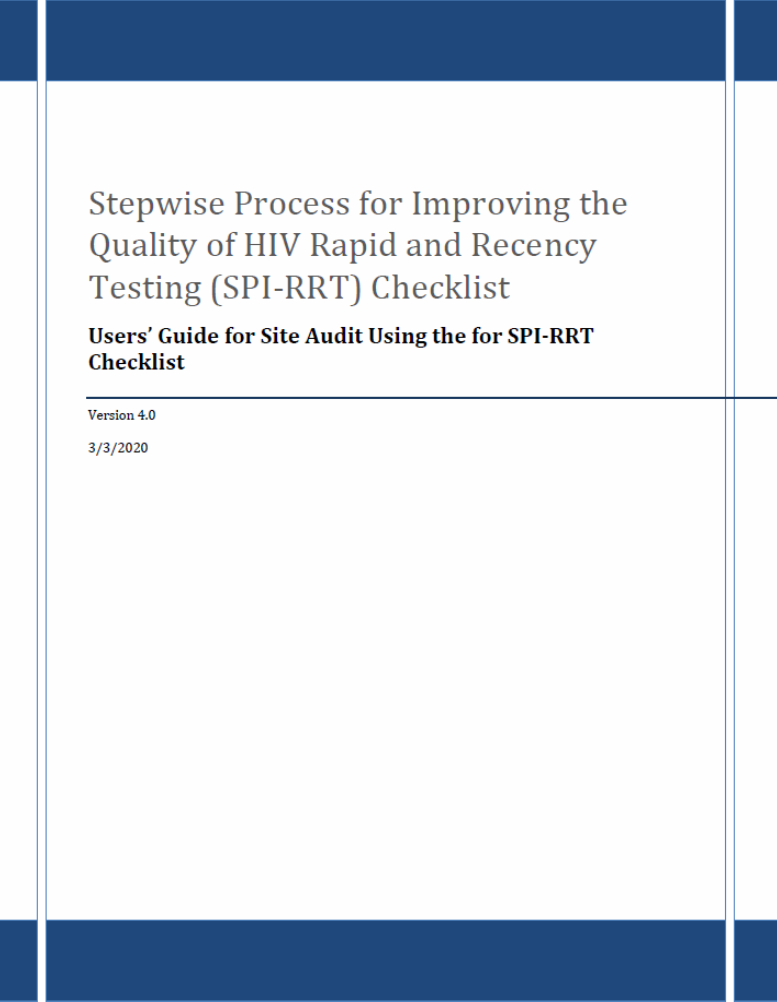 Stepwise Process for Improving the
Quality of HIV Rapid and Recency
Testing (SPI-RRT) Checklist
Users’ Guide for Site Audit Using the for SPI-RRT
Checklist
Version 4.0
3/3/2020